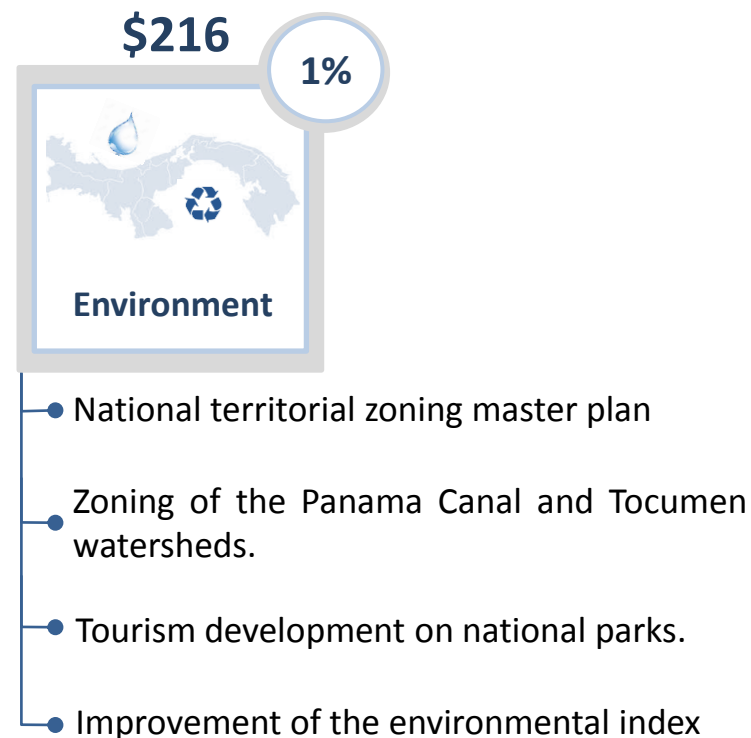 $216
1%
Environment
National territorial zoning master plan
Zoning of the Panama Canal and Tocumen
watersheds.
Tourism development on national parks.
Improvement of the environmental index